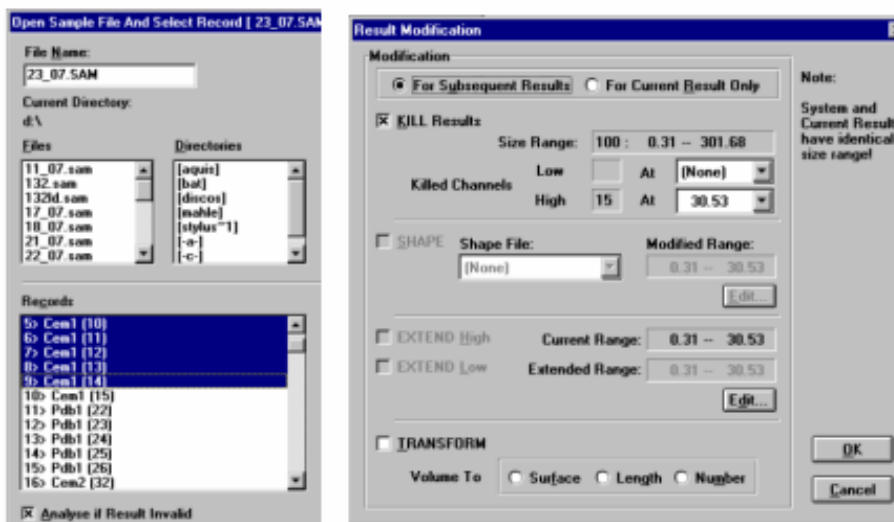 Open Sample File And Select Record [ 23_07.SAM
File Name:
23_07.SAM
Current Directory:
d:\
Files
Directories
11_07.sam
132.sam
132ld.sam
17_07.sam
18_07.sam
21_07.sam
22_07.sam
[aquis]
[bat]
[discos]
[mahle]
[stylus~1]
[-a-]
[-c-]
Records
5> Cem1 (10)
6> Cem1 (11)
7> Cem1 (12)
8> Cem1 (13)
9> Cem1 (14)
10> Cem1 (15)
11> Pdb1 (22)
12> Pdb1 (23)
13> Pdb1 (24)
14> Pdb1 (25)
15> Pdb1 (26)
16> Cem2 (32)
Analyse if Result Invalid
Result Modification
Modification
For Subsequent Results For Current Result Only
KILL Results
Size Range: 100 : 0.31 -- 301.68
Killed Channels
Low At (None)
High 15 At 30.53
SHAPE Shape File: Modified Range:
(None) 0.31 -- 30.53
Edit...
EXTEND High Current Range: 0.31 -- 30.53
EXTEND Low Extended Range: 0.31 -- 30.53
Edit...
TRANSFORM
Volume To Surface Length Number
Note:
System and
Current Result
have identical
size range!
OK
Cancel